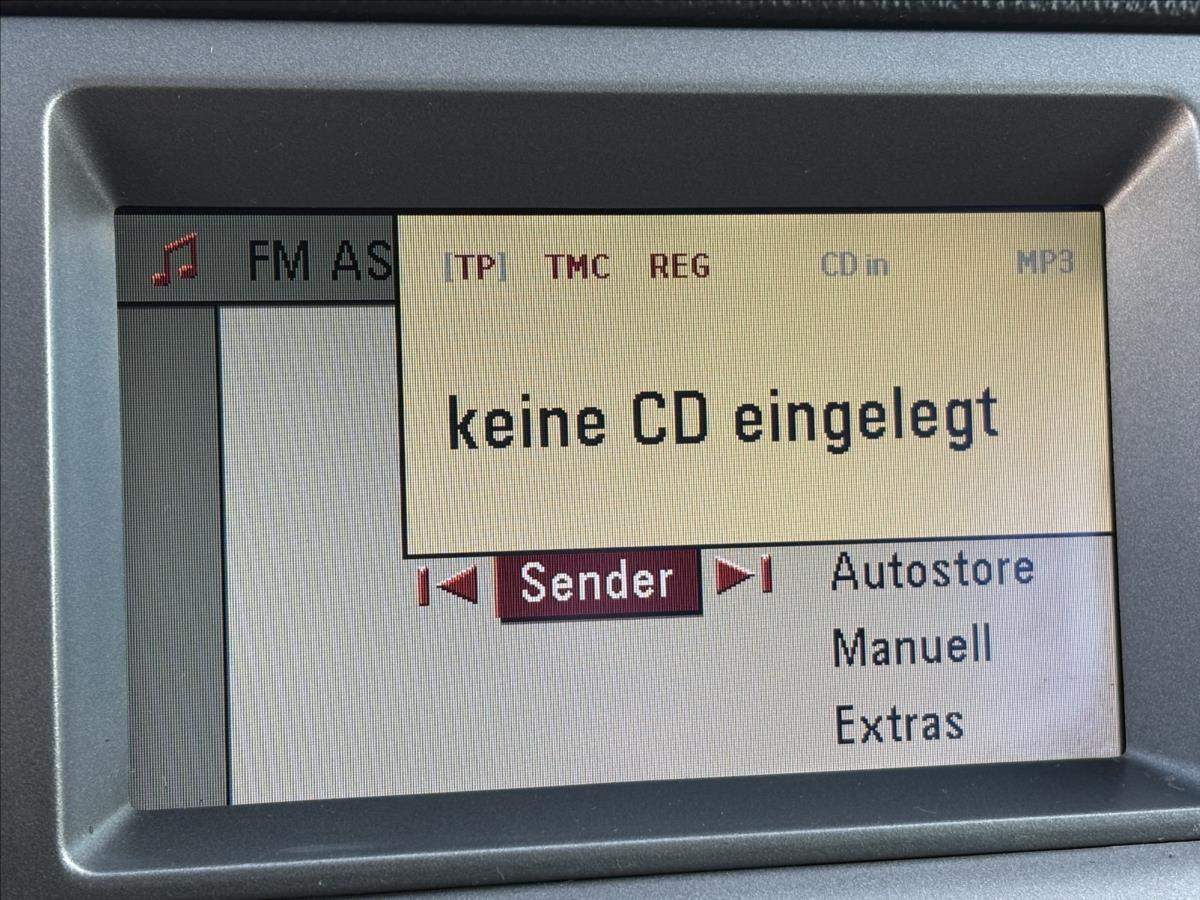 FM AS
[TP] TMC REG CD in MP3
keine CD eingelegt
Sender
Autostore
Manuell
Extras